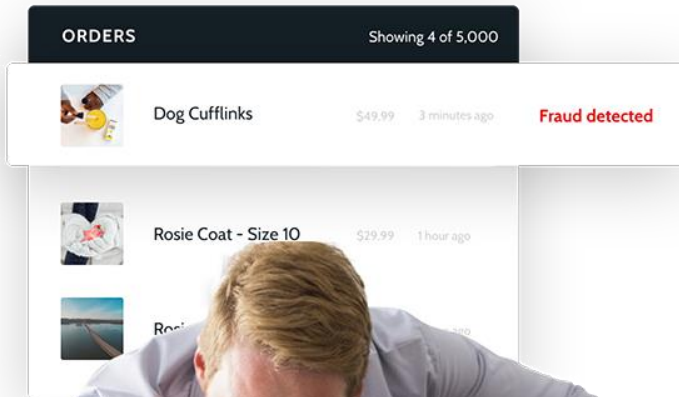 ORDERS Showing 4 of 5,000
Dog Cufflinks $49,99 3 minutes ago Fraud detected
Rosie Coat - Size 10 $29,99 1 hour ago
ago